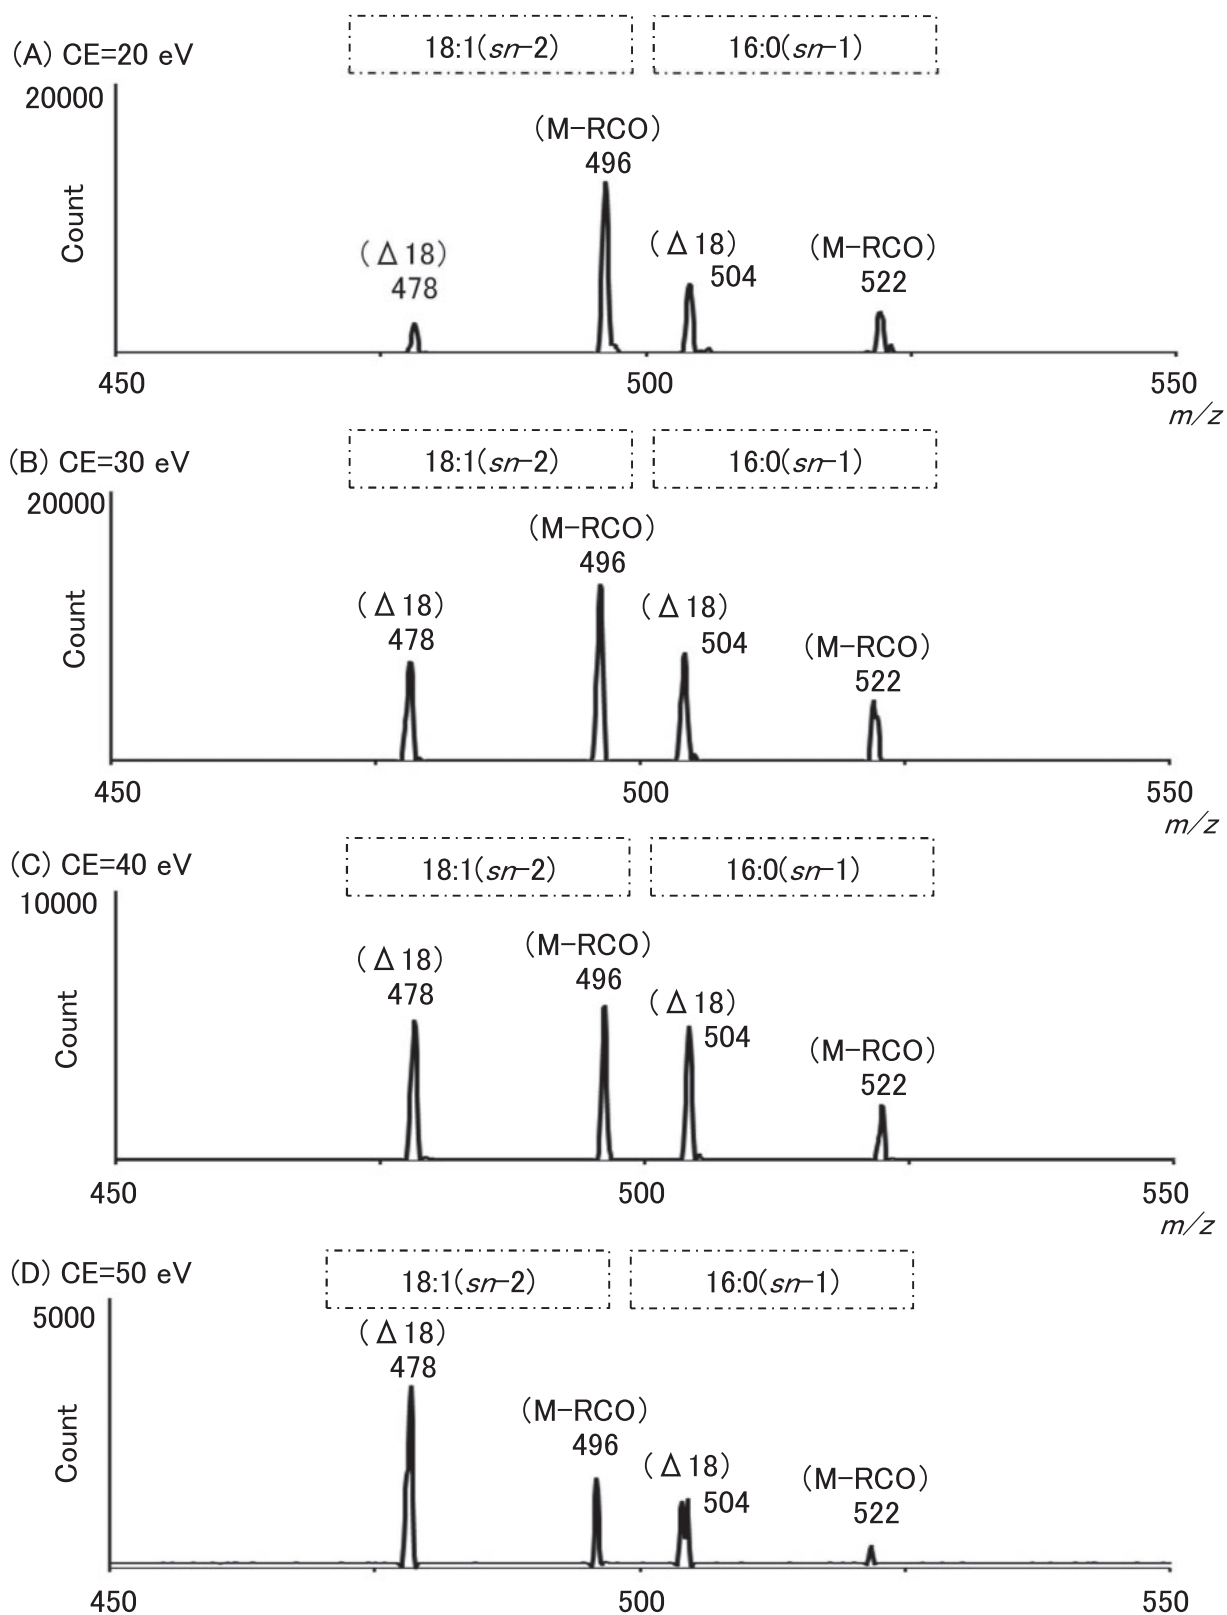 (A) CE=20 eV
18:1(sn-2)
16:0(sn-1)
20000
Count
(Δ18)
478
(M-RCO)
496
(Δ18)
504
(M-RCO)
522
450
500
550
m/z
(B) CE=30 eV
18:1(sn-2)
16:0(sn-1)
20000
Count
(Δ18)
478
(M-RCO)
496
(Δ18)
504
(M-RCO)
522
450
500
550
m/z
(C) CE=40 eV
18:1(sn-2)
16:0(sn-1)
10000
Count
(Δ18)
478
(M-RCO)
496
(Δ18)
504
(M-RCO)
522
450
500
550
m/z
(D) CE=50 eV
18:1(sn-2)
16:0(sn-1)
5000
Count
(Δ18)
478
(M-RCO)
496
(Δ18)
504
(M-RCO)
522
450
500
550